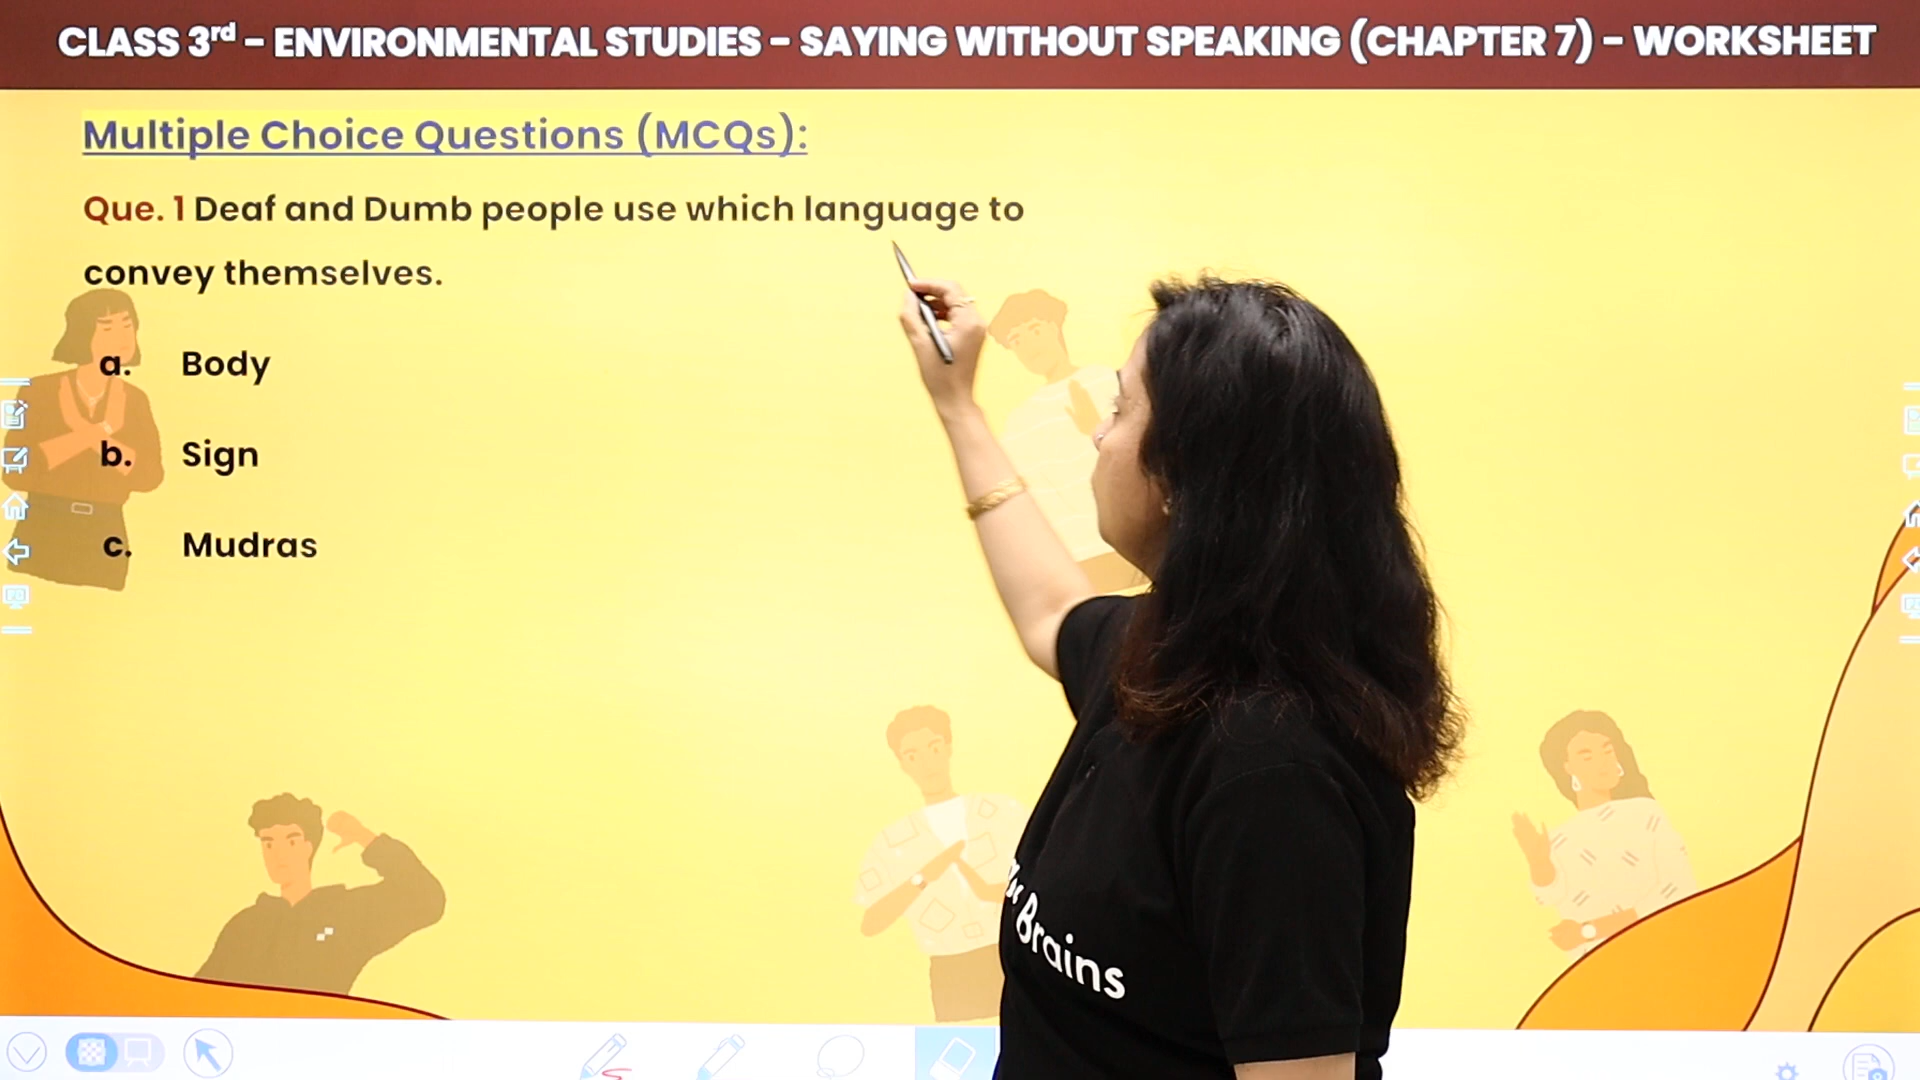 CLASS 3rd - ENVIRONMENTAL STUDIES - SAYING WITHOUT SPEAKING (CHAPTER 7) - WORKSHEET
Multiple Choice Questions (MCQs):
Que. 1 Deaf and Dumb people use which language to
convey themselves.
a. Body
b. Sign
c. Mudras
Brains